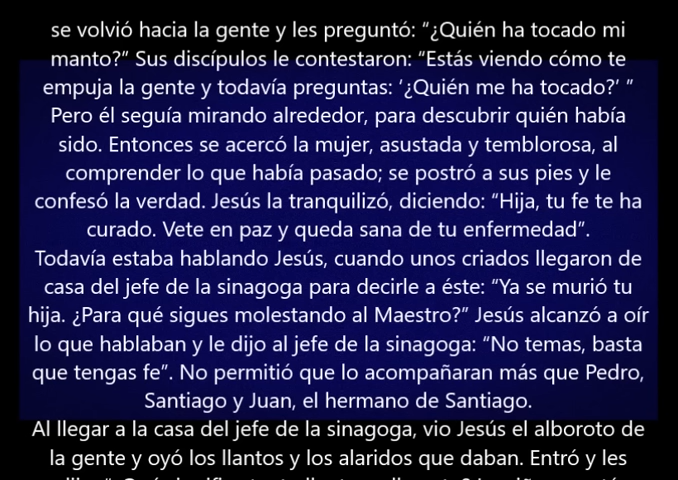 se volvió hacia la gente y les preguntó: “¿Quién ha tocado mi
manto?” Sus discípulos le contestaron: “Estás viendo cómo te
empuja la gente y todavía preguntas: ‘¿Quién me ha tocado?’ ”
Pero él seguía mirando alrededor, para descubrir quién había
sido. Entonces se acercó la mujer, asustada y temblorosa, al
comprender lo que había pasado; se postró a sus pies y le
confesó la verdad. Jesús la tranquilizó, diciendo: “Hija, tu fe te ha
curado. Vete en paz y queda sana de tu enfermedad”.
Todavía estaba hablando Jesús, cuando unos criados llegaron de
casa del jefe de la sinagoga para decirle a éste: “Ya se murió tu
hija. ¿Para qué sigues molestando al Maestro?” Jesús alcanzó a oír
lo que hablaban y le dijo al jefe de la sinagoga: “No temas, basta
que tengas fe”. No permitió que lo acompañaran más que Pedro,
Santiago y Juan, el hermano de Santiago.
Al llegar a la casa del jefe de la sinagoga, vio Jesús el alboroto de
la gente y oyó los llantos y los alaridos que daban. Entró y les